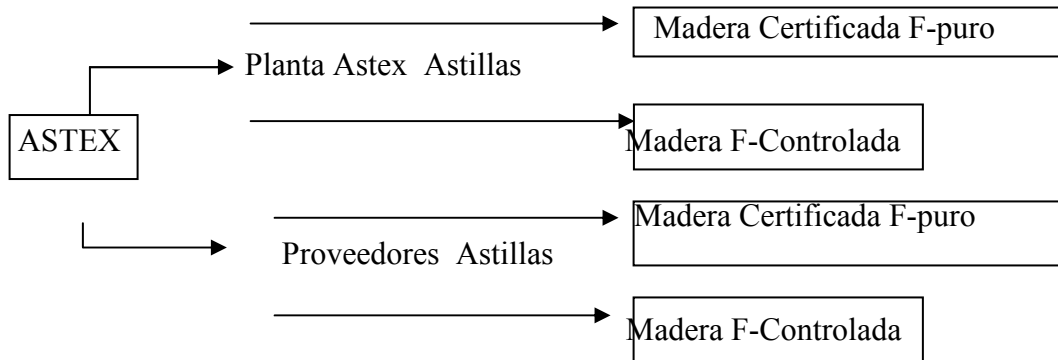 Madera Certificada F-puro
Planta Astex Astillas
ASTEX
Madera F-Controlada
Madera Certificada F-puro
Proveedores Astillas
Madera F-Controlada